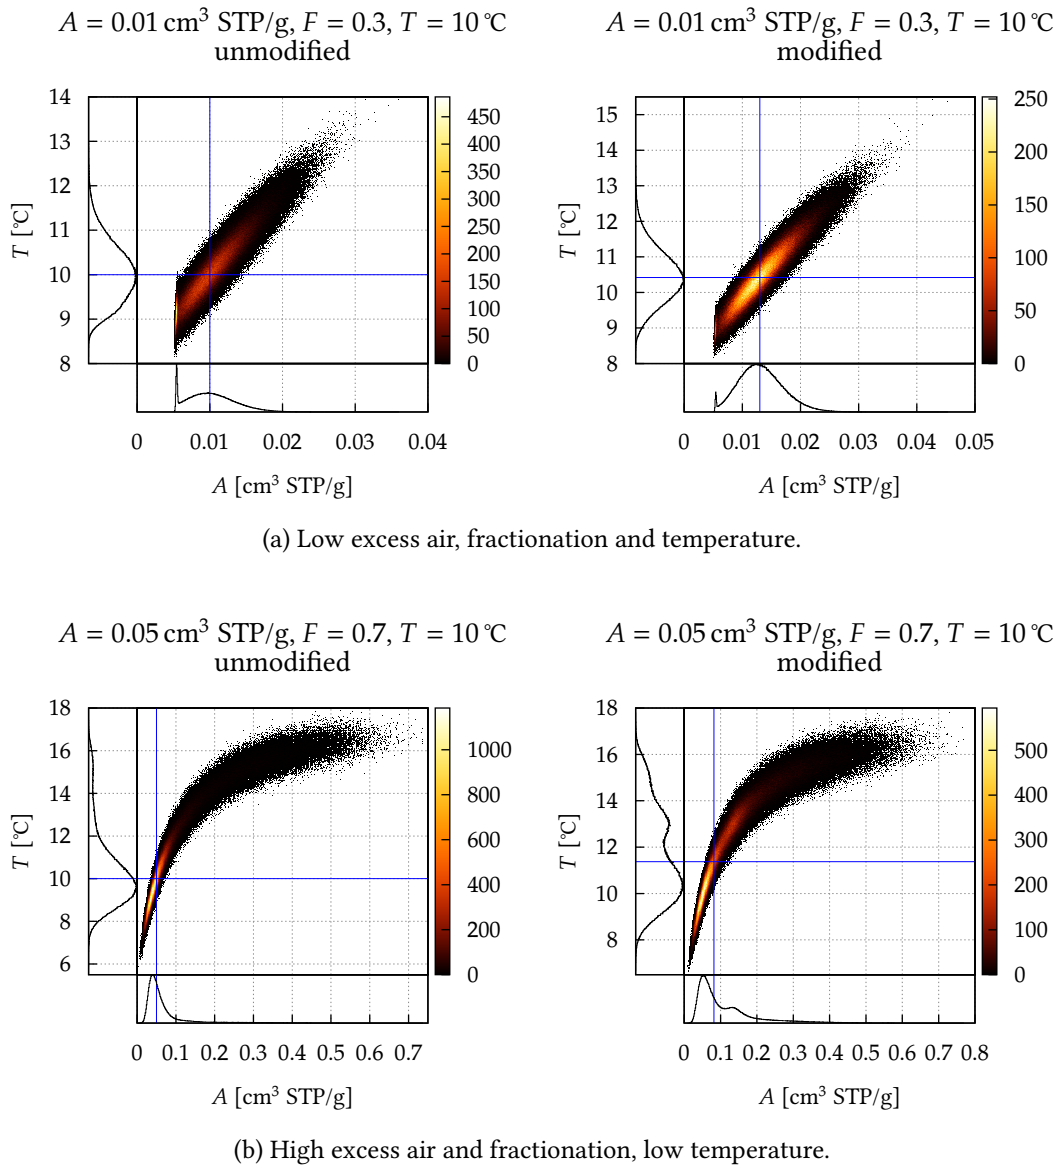 A = 0.01 cm³ STP/g, F = 0.3, T = 10 °C
unmodified
14
13
12
11
10
9
8
T [°C]
450
400
350
300
250
200
150
100
50
0
0 0.01 0.02 0.03 0.04
A [cm³ STP/g]
A = 0.01 cm³ STP/g, F = 0.3, T = 10 °C
modified
15
14
13
12
11
10
9
8
T [°C]
250
200
150
100
50
0
0 0.01 0.02 0.03 0.04 0.05
A [cm³ STP/g]
(a) Low excess air, fractionation and temperature.
A = 0.05 cm³ STP/g, F = 0.7, T = 10 °C
unmodified
18
16
14
12
10
8
6
T [°C]
1000
800
600
400
200
0
0 0.1 0.2 0.3 0.4 0.5 0.6 0.7
A [cm³ STP/g]
A = 0.05 cm³ STP/g, F = 0.7, T = 10 °C
modified
18
16
14
12
10
8
T [°C]
500
400
300
200
100
0
0 0.1 0.2 0.3 0.4 0.5 0.6 0.7 0.8
A [cm³ STP/g]
(b) High excess air and fractionation, low temperature.